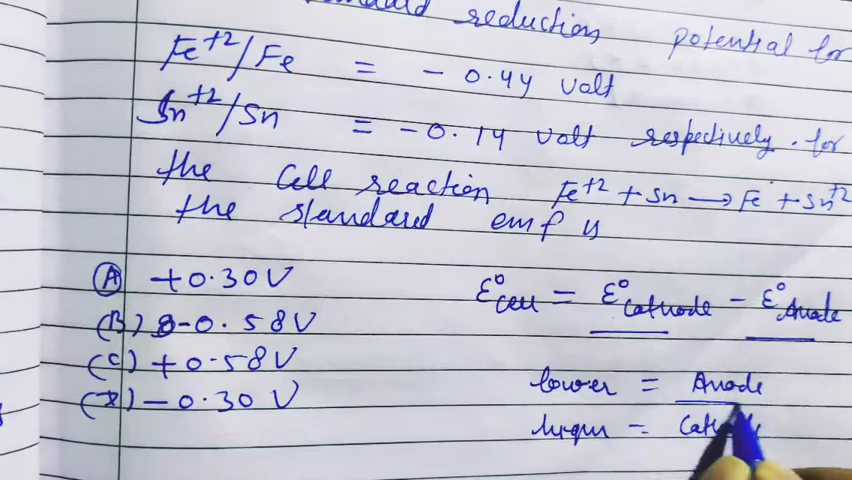 reduction potential for
Fe+2/Fe = - 0.44 volt
Sn+2/Sn = - 0.14 volt respectively. for
the Cell reaction Fe+2 + Sn → Fe + Sn+2
the standard emf is
(A) +0.30V
(B) -0.58V
(C) +0.58V
- 0.30 V
E°Cell = E°Cathode - E°Anode
lower = Anode
higher =